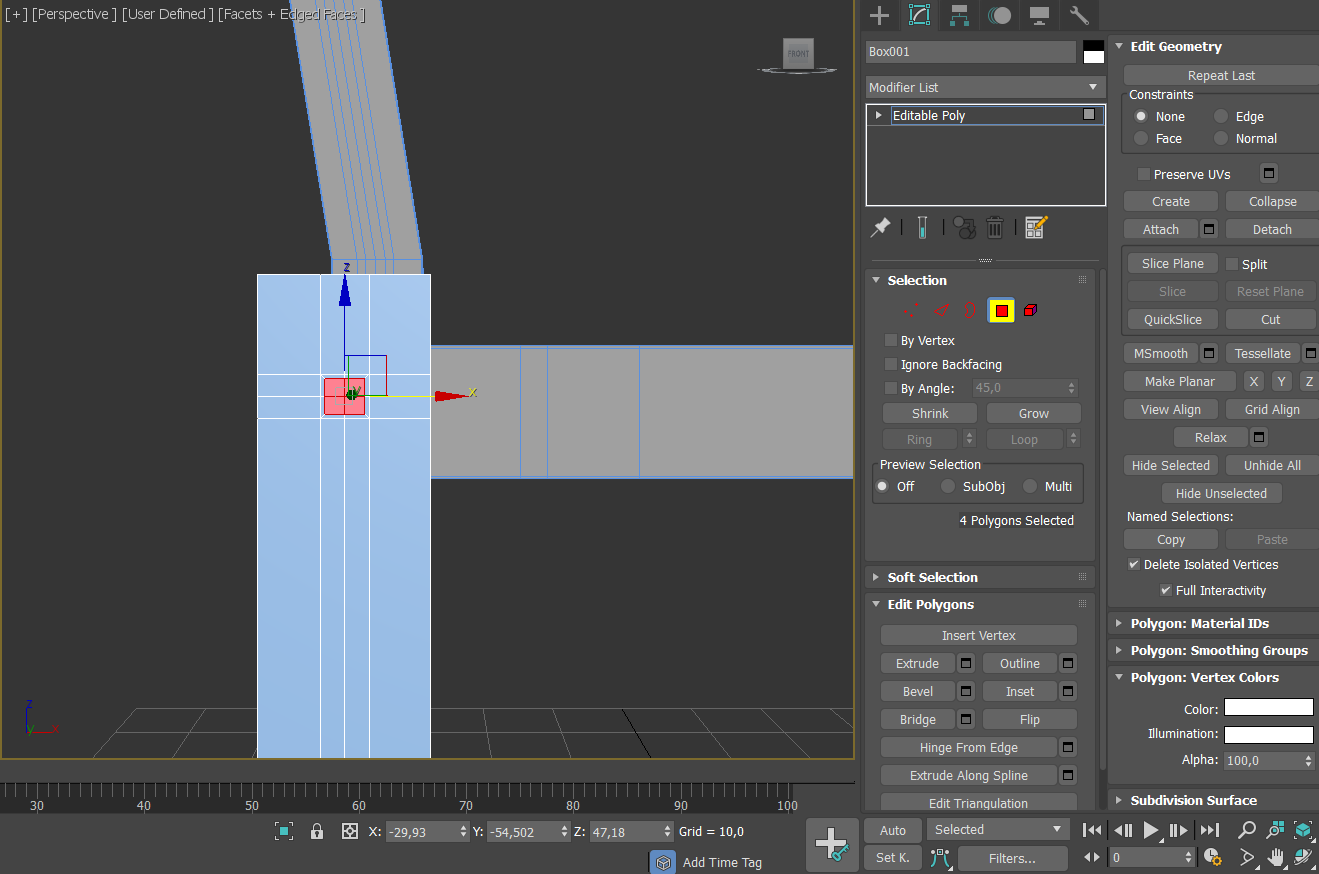 [ + ] [Perspective ] [User Defined ] [Facets + Edged Faces ]
FRONT
z
y
x
z
y
x
30 40 50 60 70 80 90 100
X: -29,93 Y: -54,502 Z: 47,18 Grid = 10,0
Add Time Tag
Box001
Modifier List
Editable Poly
Selection
By Vertex
Ignore Backfacing
By Angle: 45,0
Shrink Grow
Ring Loop
Preview Selection
Off SubObj Multi
4 Polygons Selected
Soft Selection
Edit Polygons
Insert Vertex
Extrude Outline
Bevel Inset
Bridge Flip
Hinge From Edge
Extrude Along Spline
Edit Triangulation
Edit Geometry
Repeat Last
Constraints
None Edge
Face Normal
Preserve UVs
Create Collapse
Attach Detach
Slice Plane Split
Slice Reset Plane
QuickSlice Cut
MSmooth Tessellate
Make Planar X Y Z
View Align Grid Align
Relax
Hide Selected Unhide All
Hide Unselected
Named Selections:
Copy Paste
Delete Isolated Vertices
Full Interactivity
Polygon: Material IDs
Polygon: Smoothing Groups
Polygon: Vertex Colors
Color:
Illumination:
Alpha: 100,0
Subdivision Surface
Auto Selected
Set K. Filters... 0